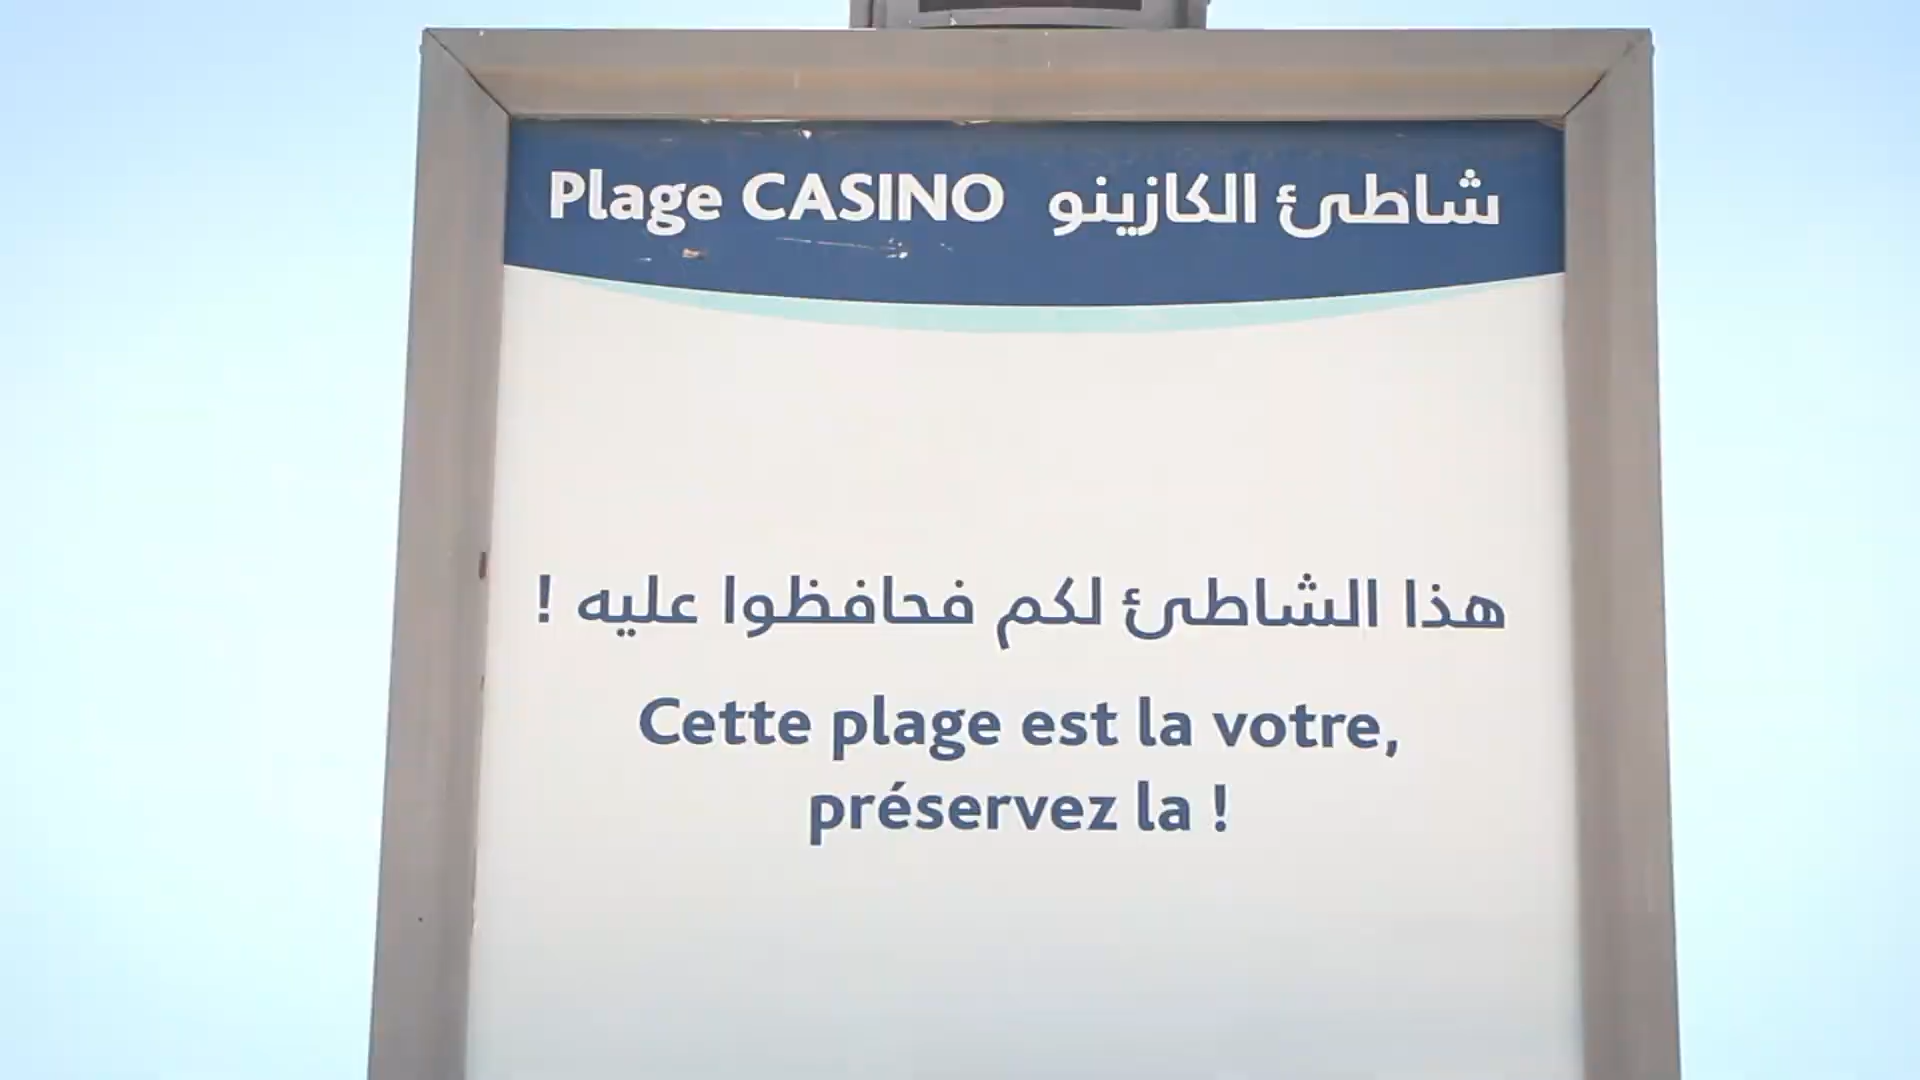 Plage CASINO شاطئ الكازينو
هذا الشاطئ لكم فحافظوا عليه !
Cette plage est la votre,
préservez la !